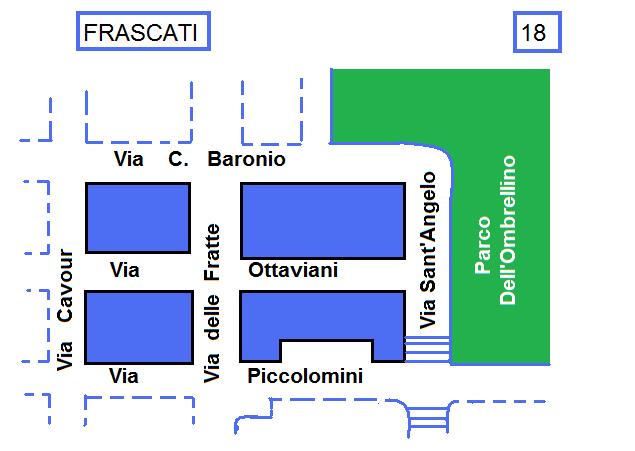 FRASCATI
18
Via C. Baronio
Via Cavour
Via delle Fratte
Via Sant'Angelo
Parco
Dell'Ombrellino
Via Ottaviani
Via Piccolomini